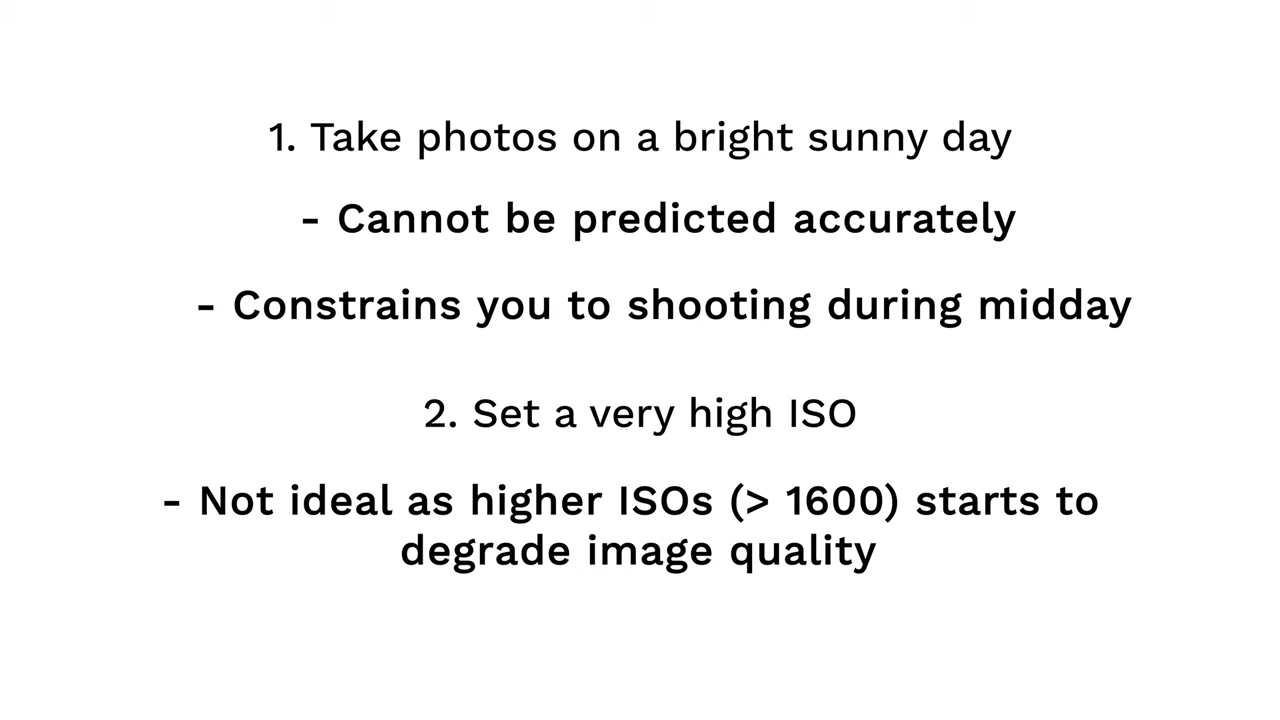 1. Take photos on a bright sunny day
- Cannot be predicted accurately
- Constrains you to shooting during midday
2. Set a very high ISO
- Not ideal as higher ISOs (> 1600) starts to
degrade image quality